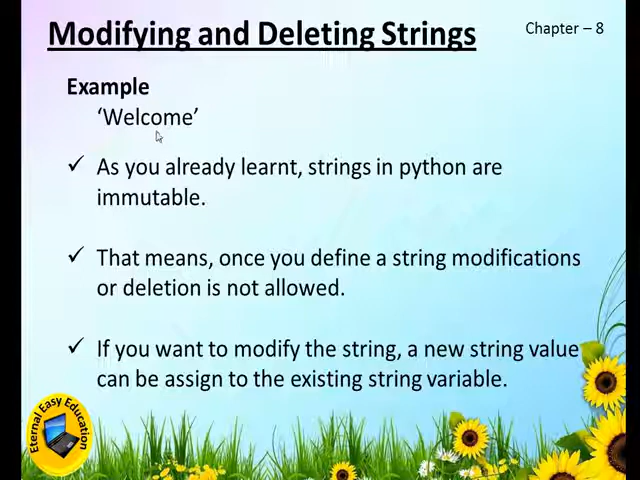 Modifying and Deleting Strings
Chapter – 8
Example
‘Welcome’
✓ As you already learnt, strings in python are
immutable.
✓ That means, once you define a string modifications
or deletion is not allowed.
✓ If you want to modify the string, a new string value
can be assign to the existing string variable.
Eternal Easy Education